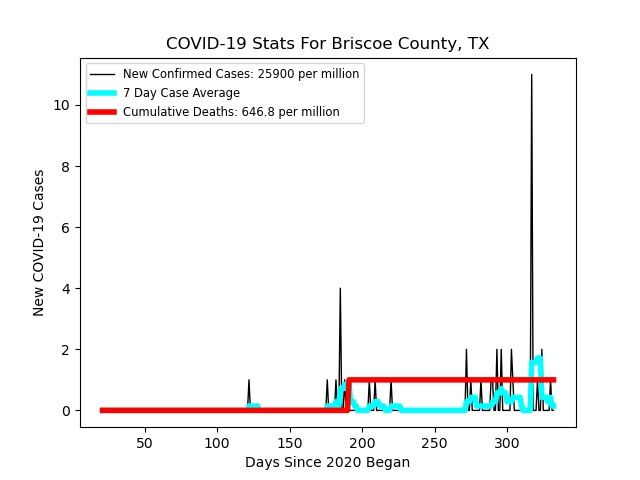 COVID-19 Stats For Briscoe County, TX
New Confirmed Cases: 25900 per million
7 Day Case Average
Cumulative Deaths: 646.8 per million
New COVID-19 Cases
10
8
6
4
2
0
50 100 150 200 250 300
Days Since 2020 Began